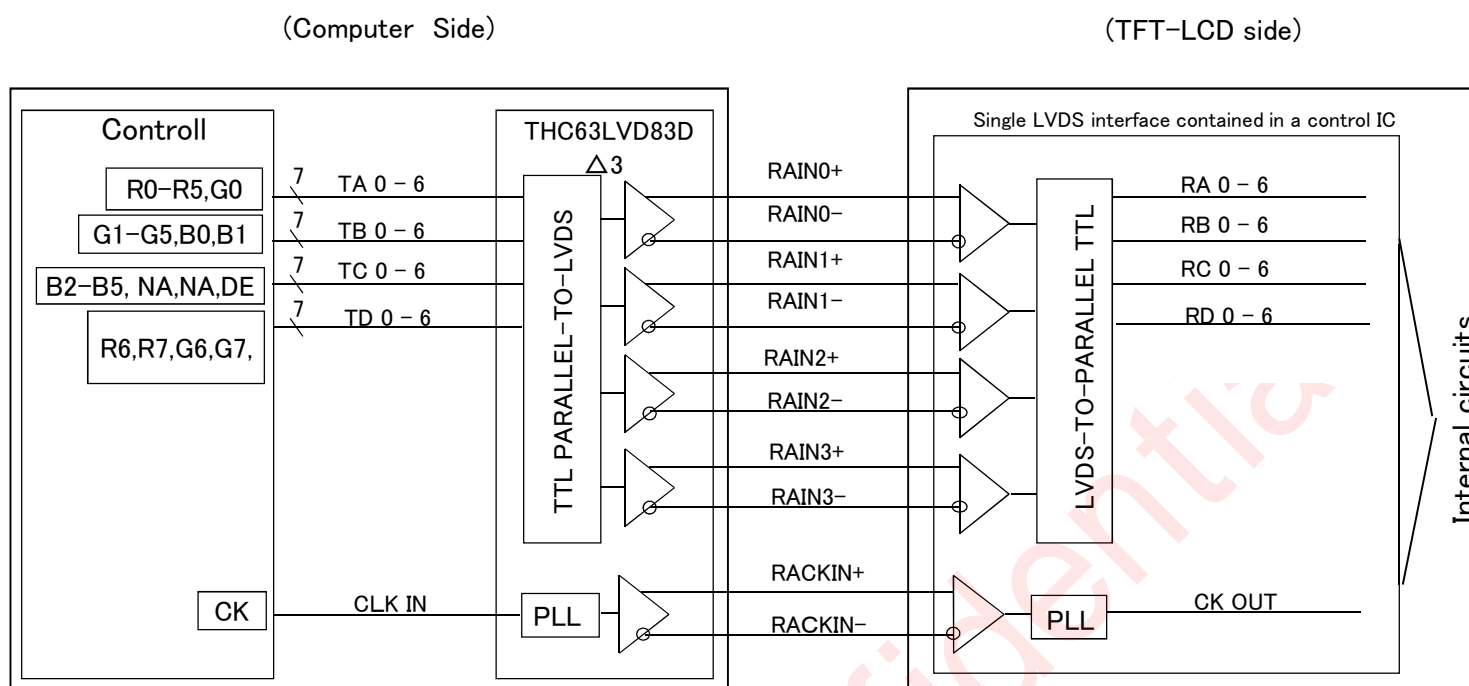 (Computer Side)
(TFT-LCD side)
Controll
THC63LVD83D
Single LVDS interface contained in a control IC
△3
R0-R5,G0
7
TA 0 - 6
RAIN0+
RA 0 - 6
G1-G5,B0,B1
7
TB 0 - 6
RAIN0-
RB 0 - 6
B2-B5, NA,NA,DE
7
TC 0 - 6
RAIN1+
RC 0 - 6
R6,R7,G6,G7,
7
TD 0 - 6
RAIN1-
RD 0 - 6
TTL PARALLEL-TO-LVDS
LVDS-TO-PARALLEL TTL
Internal circuits
RAIN2+
RAIN2-
RAIN3+
RAIN3-
CK
CLK IN
PLL
RACKIN+
RACKIN-
PLL
CK OUT
fidentia